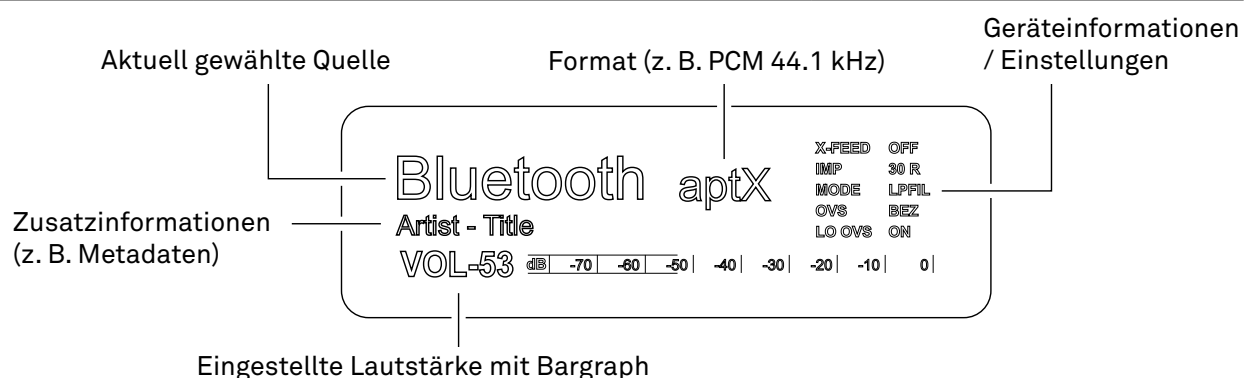 Geräteinformationen
/ Einstellungen
Aktuell gewählte Quelle
Format (z. B. PCM 44.1 kHz)
Bluetooth aptX
X-FEED OFF
IMP 30 R
MODE LPFIL
OVS BEZ
LO OVS ON
Zusatzinformationen
(z. B. Metadaten)
Artist - Title
VOL-53 dB -70 -60 -50 -40 -30 -20 -10 0
Eingestellte Lautstärke mit Bargraph